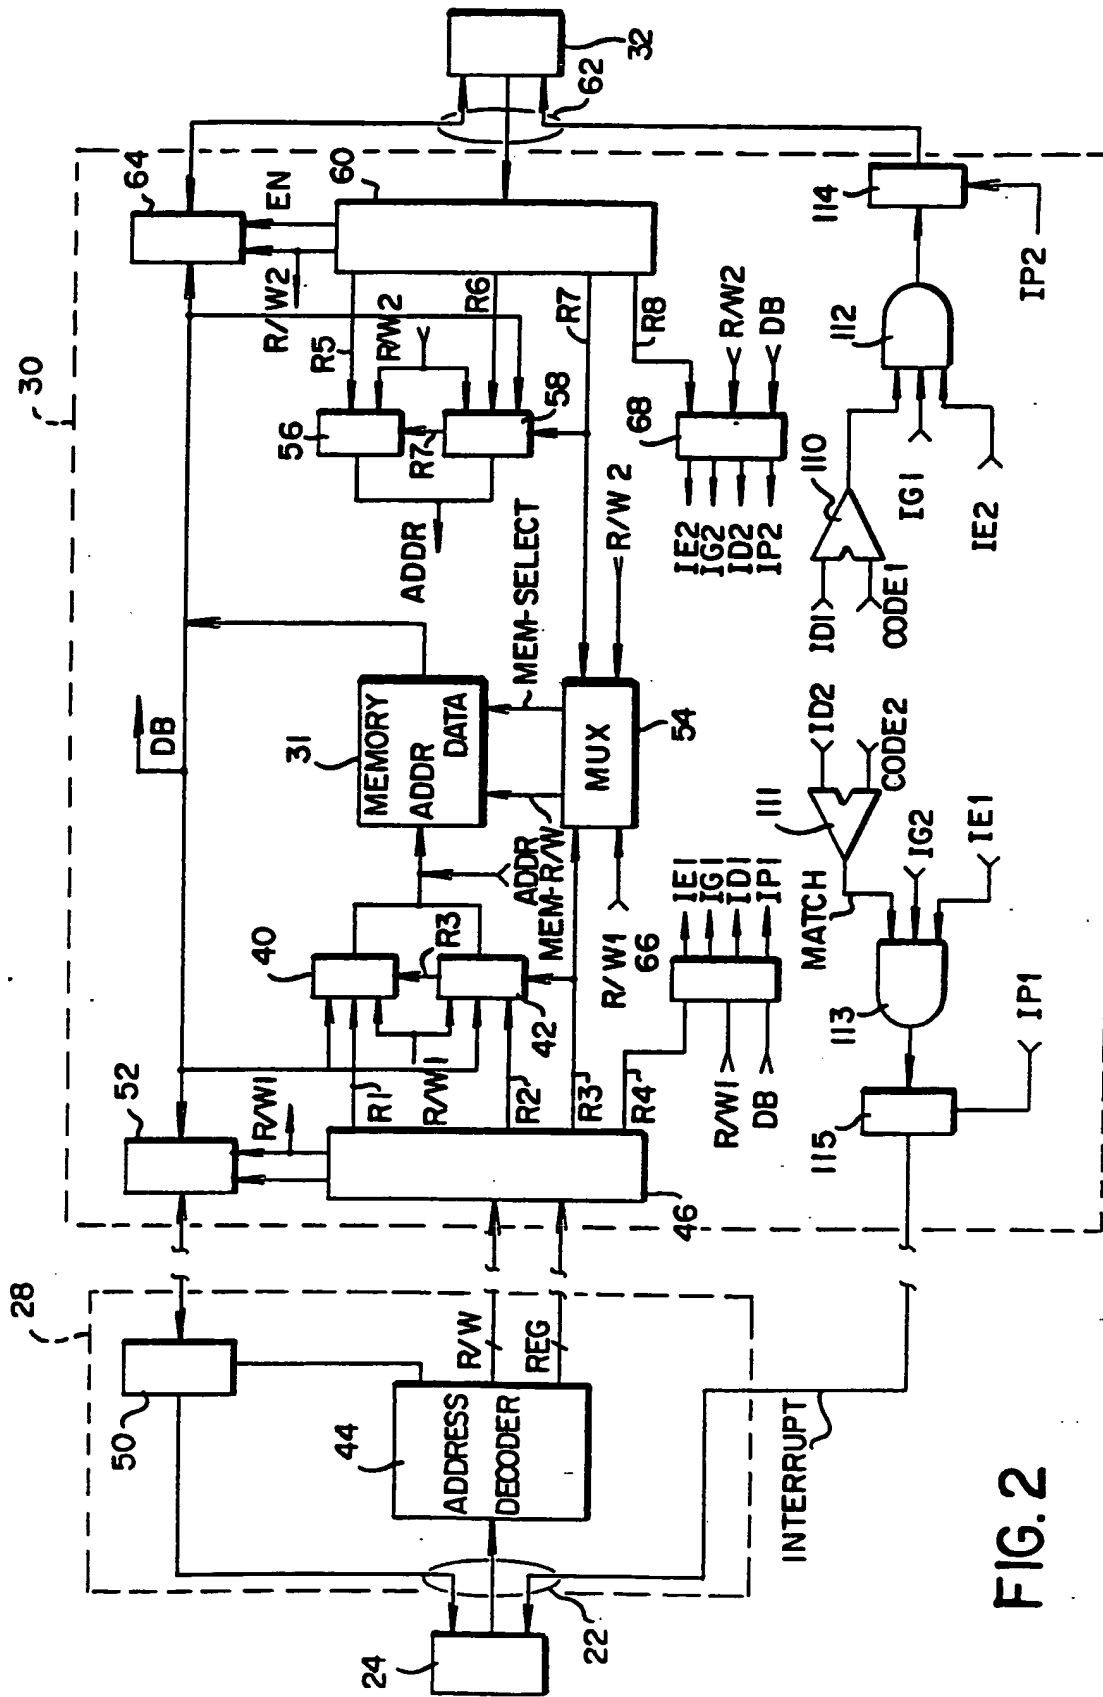 30
28
52
DB
64
R/W1
R/W2
EN
60
50
44
ADDRESS
DECODER
R/W
REG
46
R1
R/W1
R2
R3
R4
40
R3
42
31
MEMORY
ADDR
DATA
ADDR
MEM-R/W
MEM-SELECT
MUX
54
R/W1
R/W2
ADDR
56
R7
58
R5
R/W2
R6
R7
R8
32
62
24
22
INTERRUPT
66
R/W1
DB
IE1
IG1
ID1
IP1
68
R/W2
DB
IE2
IG2
ID2
IP2
115
IP1
113
MATCH
111
ID2
CODE2
IG2
IE1
110
ID1
CODE1
IG1
IE2
112
114
IP2
FIG. 2